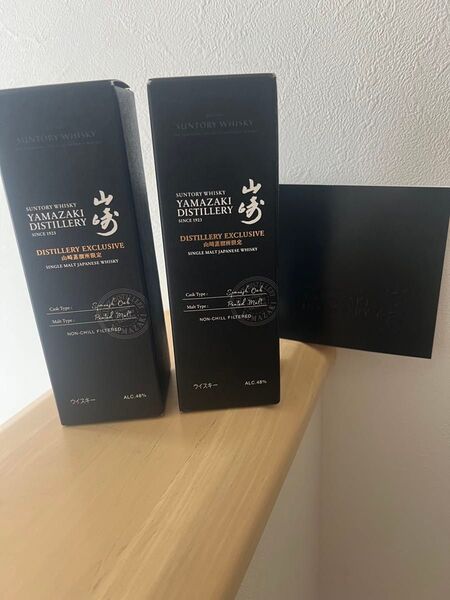 SUNTORY WHISKY
YAMAZAKI
DISTILLERY
SINCE 1923
山崎
DISTILLERY EXCLUSIVE
山崎蒸溜所限定
SINGLE MALT JAPANESE WHISKY
Cask Type : Spanish Oak
Malt Type : Peated Malt
NON-CHILL FILTERED
ウイスキー
ALC.48%
SUNTORY WHISKY
SUNTORY WHISKY
YAMAZAKI
DISTILLERY
SINCE 1923
山崎
DISTILLERY EXCLUSIVE
山崎蒸溜所限定
SINGLE MALT JAPANESE WHISKY
Cask Type : Spanish Oak
Malt Type : Peated Malt
NON-CHILL FILTERED
ウイスキー
ALC.48%